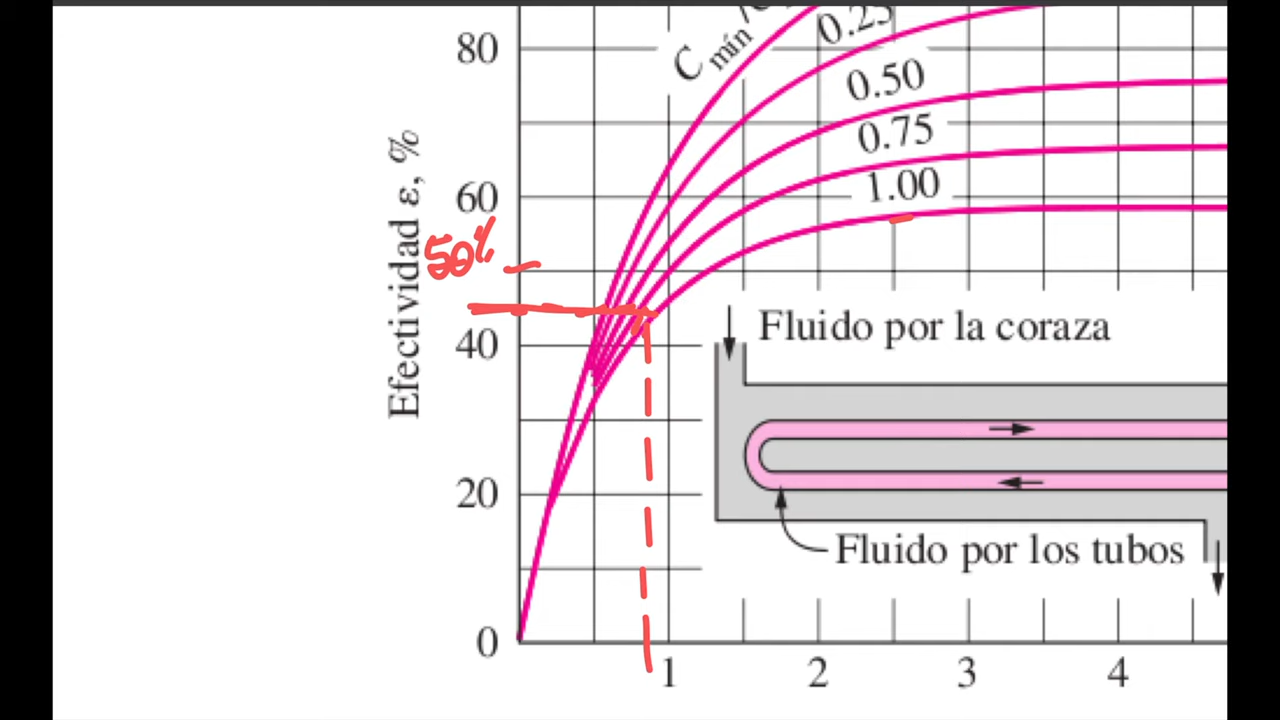 C mín/C
0.25
0.50
0.75
1.00
80
60
50%
40
20
0
Efectividad ε, %
Fluido por la coraza
Fluido por los tubos
1 2 3 4